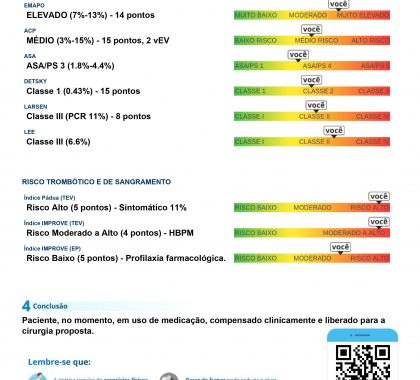 EMAPO
ELEVADO (7%-13%) - 14 pontos
você
MUITO BAIXO MODERADO MUITO ELEVADO
ACP
MÉDIO (3%-15%) - 15 pontos, 2 vEV
você
BAIXO RISCO MÉDIO RISCO ALTO RISCO
ASA
ASA/PS 3 (1.8%-4.4%)
você
ASA/PS 1 ASA/PS 4 ASA/PS 6
DETSKY
Classe 1 (0.43%) - 15 pontos
você
CLASSE 1 CLASSE 2 CLASSE 3
LARSEN
Classe III (PCR 11%) - 8 pontos
você
CLASSE I CLASSE II CLASSE IV
LEE
Classe III (6.6%)
você
CLASSE I CLASSE II CLASSE IV
RISCO TROMBÓTICO E DE SANGRAMENTO
Índice Pádua (TEV)
Risco Alto (5 pontos) - Sintomático 11%
você
RISCO BAIXO MODERADO RISCO ALTO
Índice IMPROVE (TEV)
Risco Moderado a Alto (4 pontos) - HBPM
você
RISCO BAIXO MODERADO A ALTO
Índice IMPROVE (EP)
Risco Baixo (5 pontos) - Profilaxia farmacológica.
você
RISCO BAIXO MODERADO RISCO ALTO
4 Conclusão
Paciente, no momento, em uso de medicação, compensado clinicamente e liberado para a
cirurgia proposta.
Lembre-se que: